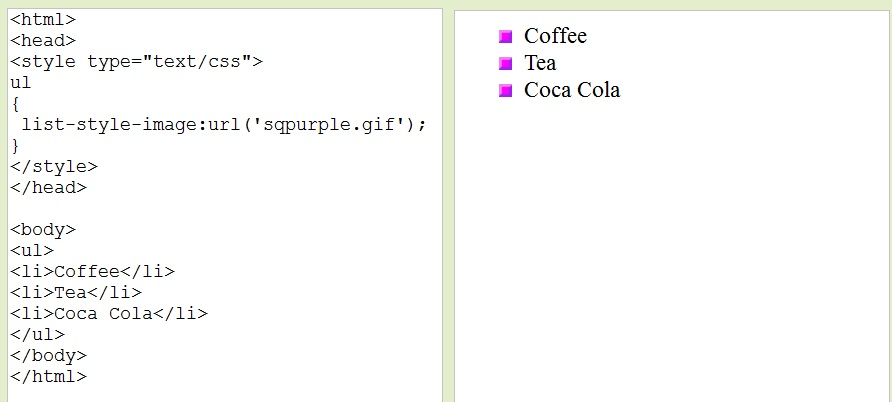 <html>
<head>
<style type="text/css">
ul
{
 list-style-image:url('sqpurple.gif');
}
</style>
</head>

<body>
<ul>
<li>Coffee</li>
<li>Tea</li>
<li>Coca Cola</li>
</ul>
</body>
</html>
Coffee
Tea
Coca Cola